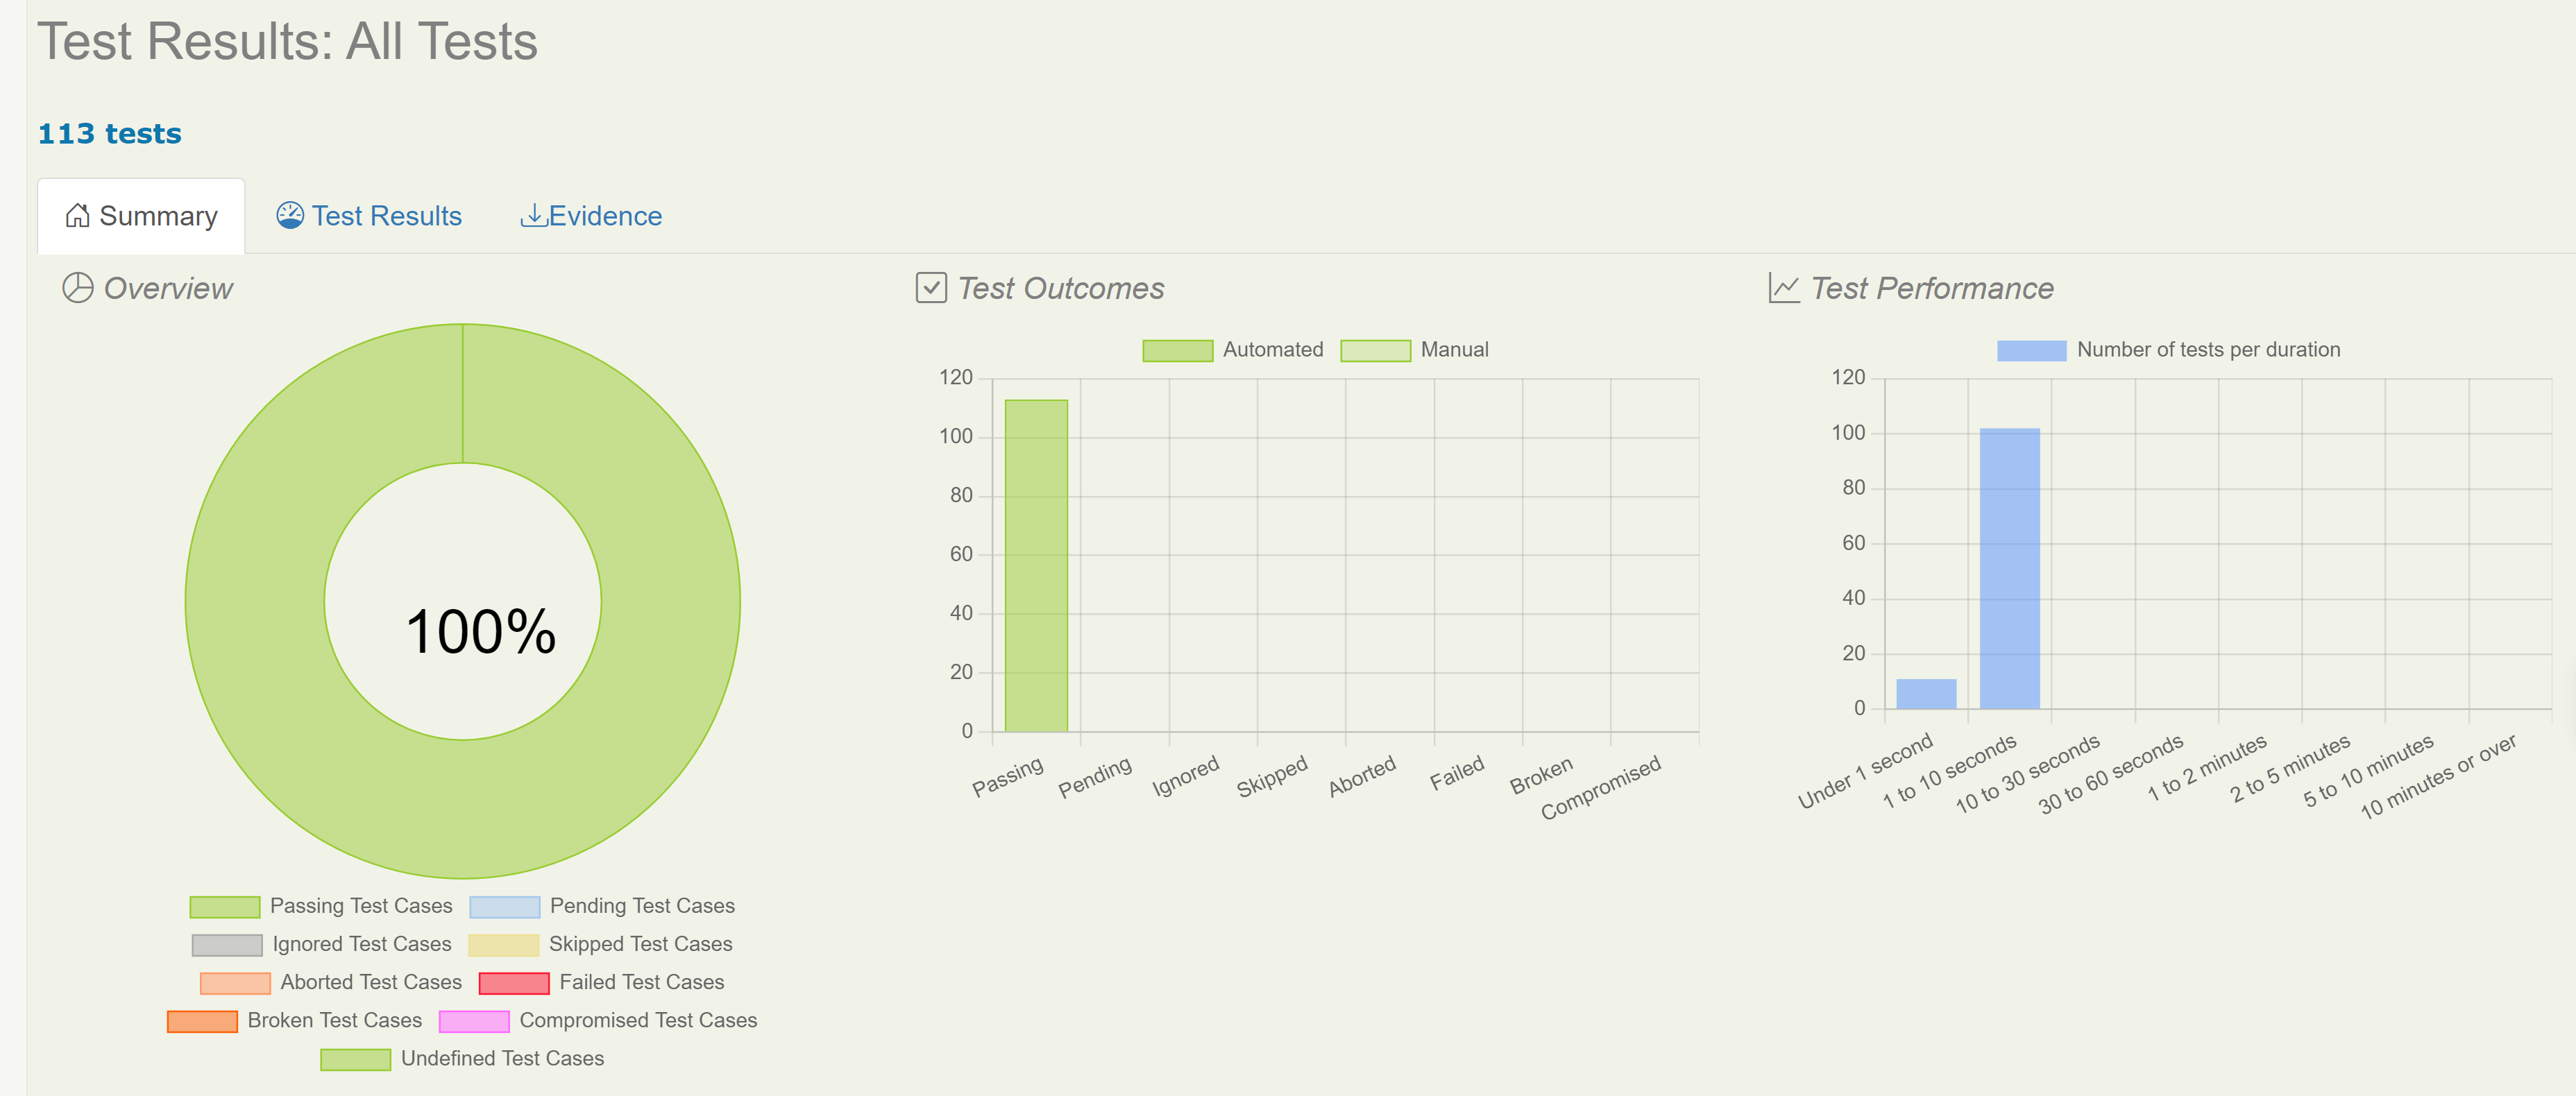 Test Results: All Tests
113 tests
Summary
Test Results
Evidence
Overview
100%
Passing Test Cases
Pending Test Cases
Ignored Test Cases
Skipped Test Cases
Aborted Test Cases
Failed Test Cases
Broken Test Cases
Compromised Test Cases
Undefined Test Cases
Test Outcomes
Automated
Manual
120
100
80
60
40
20
0
Passing
Pending
Ignored
Skipped
Aborted
Failed
Broken
Compromised
Test Performance
Number of tests per duration
120
100
80
60
40
20
0
Under 1 second
1 to 10 seconds
10 to 30 seconds
30 to 60 seconds
1 to 2 minutes
2 to 5 minutes
5 to 10 minutes
10 minutes or over